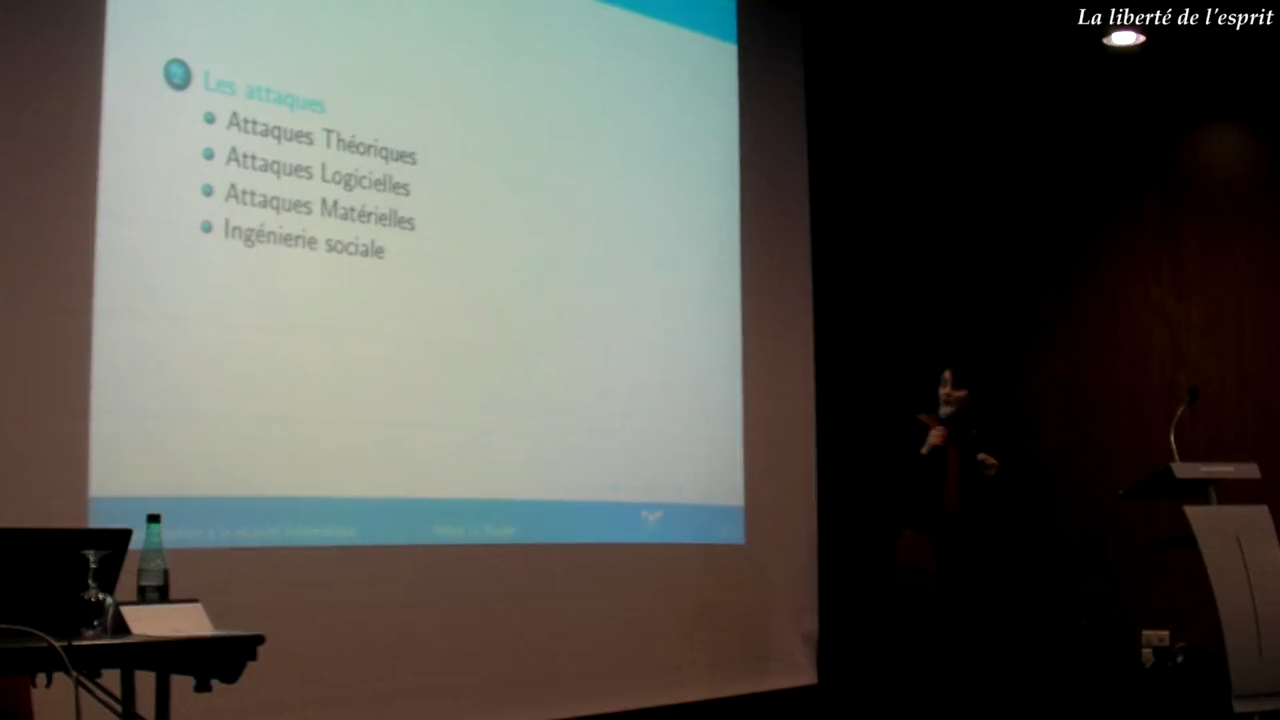 La liberté de l'esprit
Les attaques
Attaques Théoriques
Attaques Logicielles
Attaques Matérielles
Ingénierie sociale